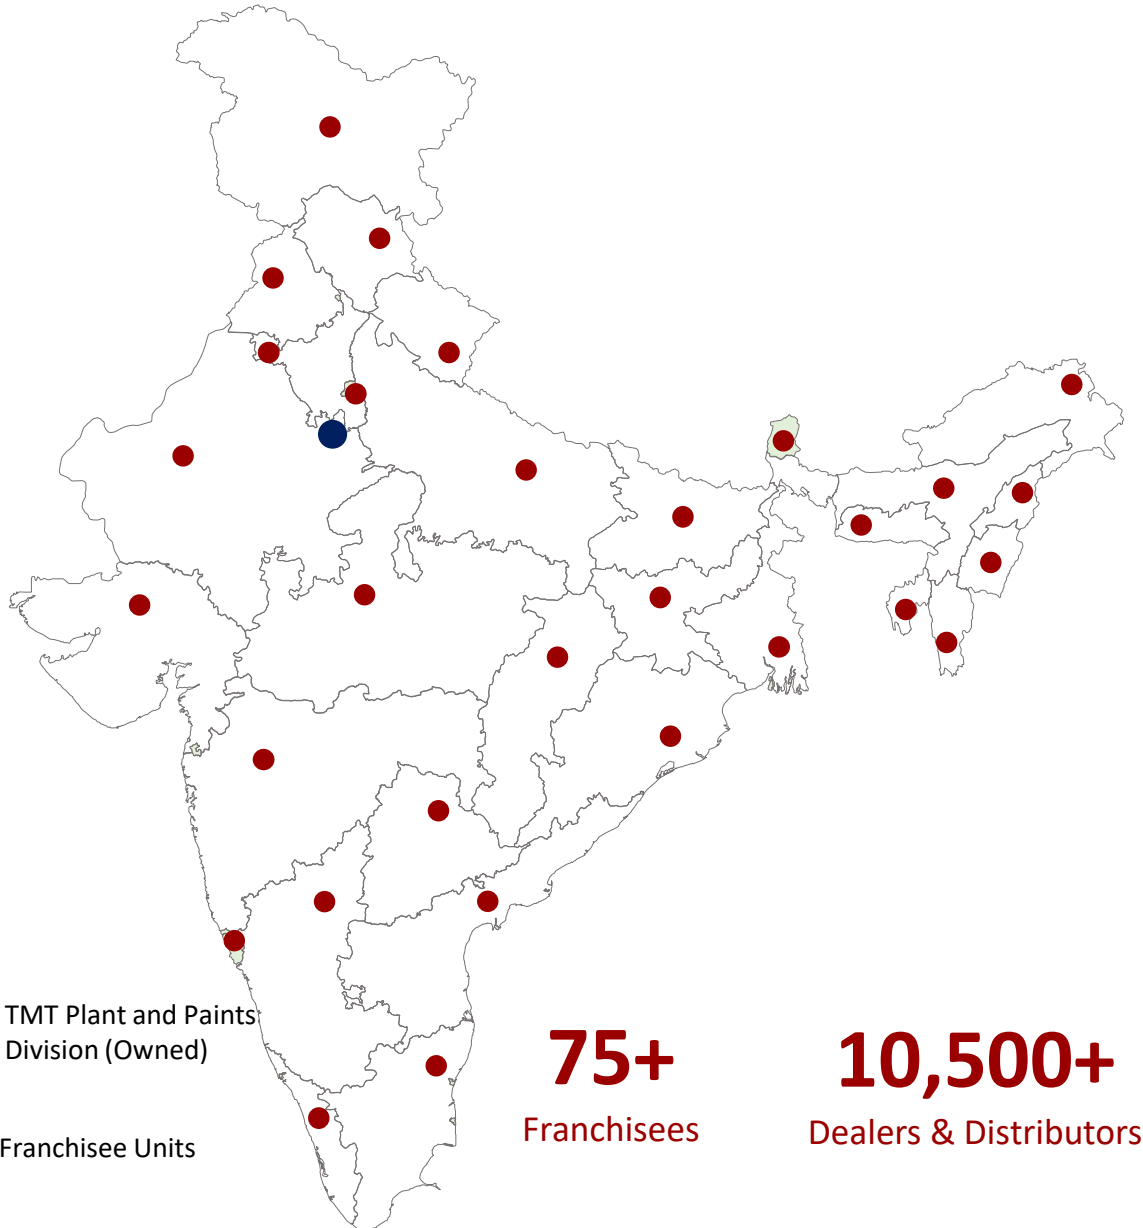 TMT Plant and Paints
Division (Owned)
Franchisee Units
75+
Franchisees
10,500+
Dealers & Distributors